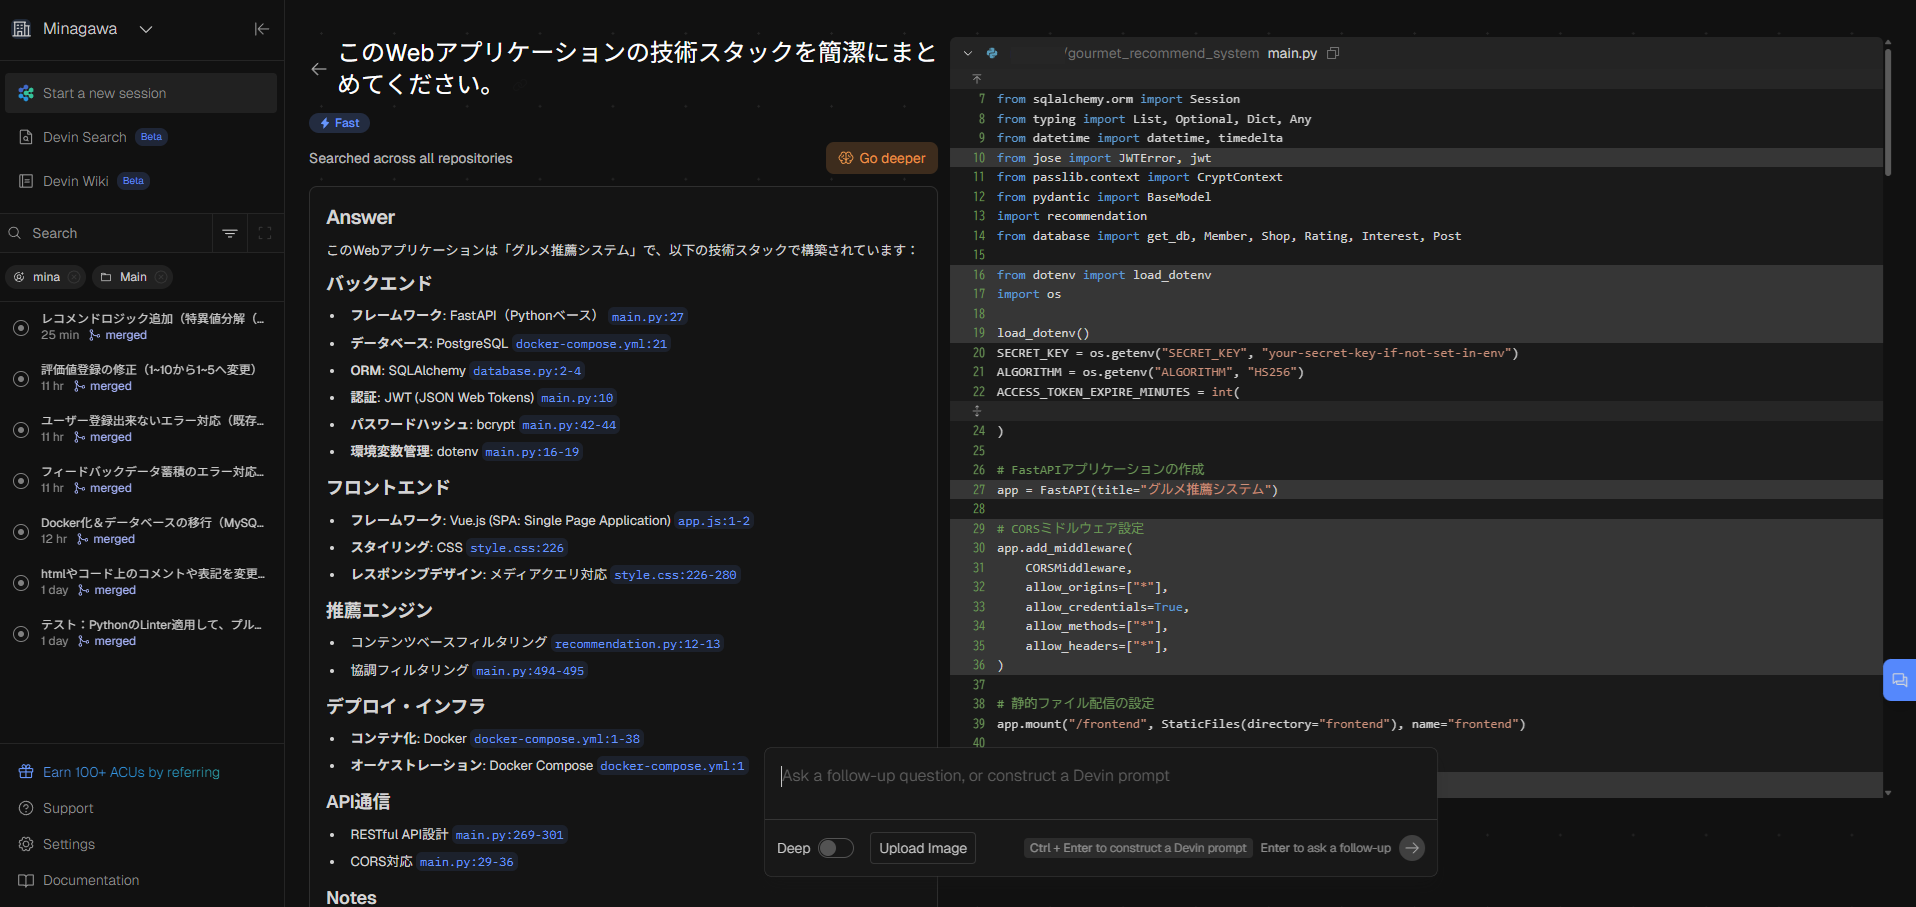 Minagawa
Start a new session
Devin Search Beta
Devin Wiki Beta
Search
mina Main
レコメンドロジック追加（特異値分解（...
25 min merged
評価値登録の修正（1~10から1~5へ変更）
11 hr merged
ユーザー登録出来ないエラー対応（既存...
11 hr merged
フィードバックデータ蓄積のエラー対応...
11 hr merged
Docker化＆データベースの移行（MySQ...
12 hr merged
htmlやコード上のコメントや表記を変更...
1 day merged
テスト：PythonのLinter適用して、プル...
1 day merged
Earn 100+ ACUs by referring
Support
Settings
Documentation
このWebアプリケーションの技術スタックを簡潔にまと
めてください。
Fast
Searched across all repositories
Go deeper
Answer
このWebアプリケーションは「グルメ推薦システム」で、以下の技術スタックで構築されています：
バックエンド
• フレームワーク: FastAPI（Pythonベース） main.py:27
• データベース: PostgreSQL docker-compose.yml:21
• ORM: SQLAlchemy database.py:2-4
• 認証: JWT (JSON Web Tokens) main.py:10
• パスワードハッシュ: bcrypt main.py:42-44
• 環境変数管理: dotenv main.py:16-19
フロントエンド
• フレームワーク: Vue.js (SPA: Single Page Application) app.js:1-2
• スタイリング: CSS style.css:226
• レスポンシブデザイン: メディアクエリ対応 style.css:226-280
推薦エンジン
• コンテンツベースフィルタリング recommendation.py:12-13
• 協調フィルタリング main.py:494-495
デプロイ・インフラ
• コンテナ化: Docker docker-compose.yml:1-38
• オーケストレーション: Docker Compose docker-compose.yml:1
API通信
• RESTful API設計 main.py:269-301
• CORS対応 main.py:29-36
Notes
/gourmet_recommend_system main.py
7 from sqlalchemy.orm import Session
8 from typing import List, Optional, Dict, Any
9 from datetime import datetime, timedelta
10 from jose import JWTError, jwt
11 from passlib.context import CryptContext
12 from pydantic import BaseModel
13 import recommendation
14 from database import get_db, Member, Shop, Rating, Interest, Post
15
16 from dotenv import load_dotenv
17 import os
18
19 load_dotenv()
20 SECRET_KEY = os.getenv("SECRET_KEY", "your-secret-key-if-not-set-in-env")
21 ALGORITHM = os.getenv("ALGORITHM", "HS256")
22 ACCESS_TOKEN_EXPIRE_MINUTES = int(
24 )
25
26 # FastAPIアプリケーションの作成
27 app = FastAPI(title="グルメ推薦システム")
28
29 # CORSミドルウェア設定
30 app.add_middleware(
31 CORSMiddleware,
32 allow_origins=["*"],
33 allow_credentials=True,
34 allow_methods=["*"],
35 allow_headers=["*"],
36 )
37
38 # 静的ファイル配信の設定
39 app.mount("/frontend", StaticFiles(directory="frontend"), name="frontend")
40
Ask a follow-up question, or construct a Devin prompt
Deep Upload Image Ctrl + Enter to construct a Devin prompt Enter to ask a follow-up